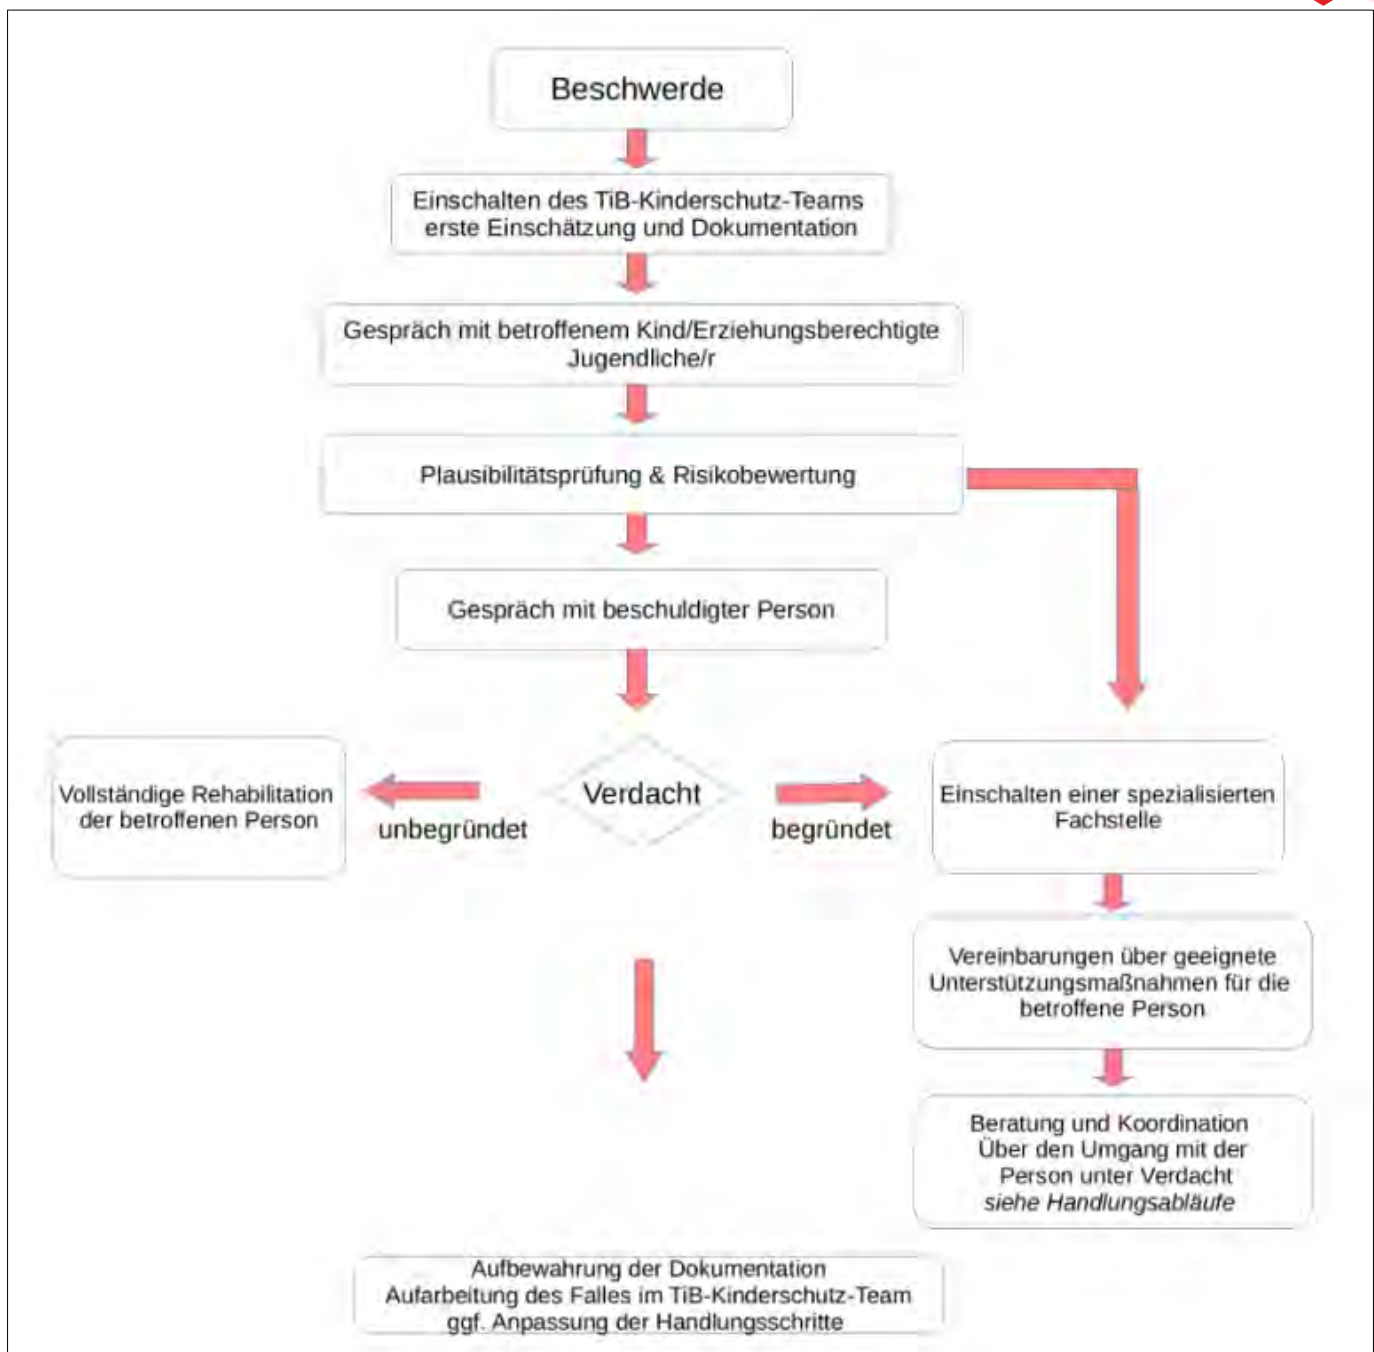 Beschwerde
Einschalten des TiB-Kinderschutz-Teams
erste Einschätzung und Dokumentation
Gespräch mit betroffenem Kind/Erziehungsberechtigte
Jugendliche/r
Plausibilitätsprüfung & Risikobewertung
Gespräch mit beschuldigter Person
Vollständige Rehabilitation
der betroffenen Person
unbegründet
Verdacht
begründet
Einschalten einer spezialisierten
Fachstelle
Vereinbarungen über geeignete
Unterstützungsmaßnahmen für die
betroffene Person
Beratung und Koordination
Über den Umgang mit der
Person unter Verdacht
siehe Handlungsabläufe
Aufbewahrung der Dokumentation
Aufarbeitung des Falles im TiB-Kinderschutz-Team
ggf. Anpassung der Handlungsschritte